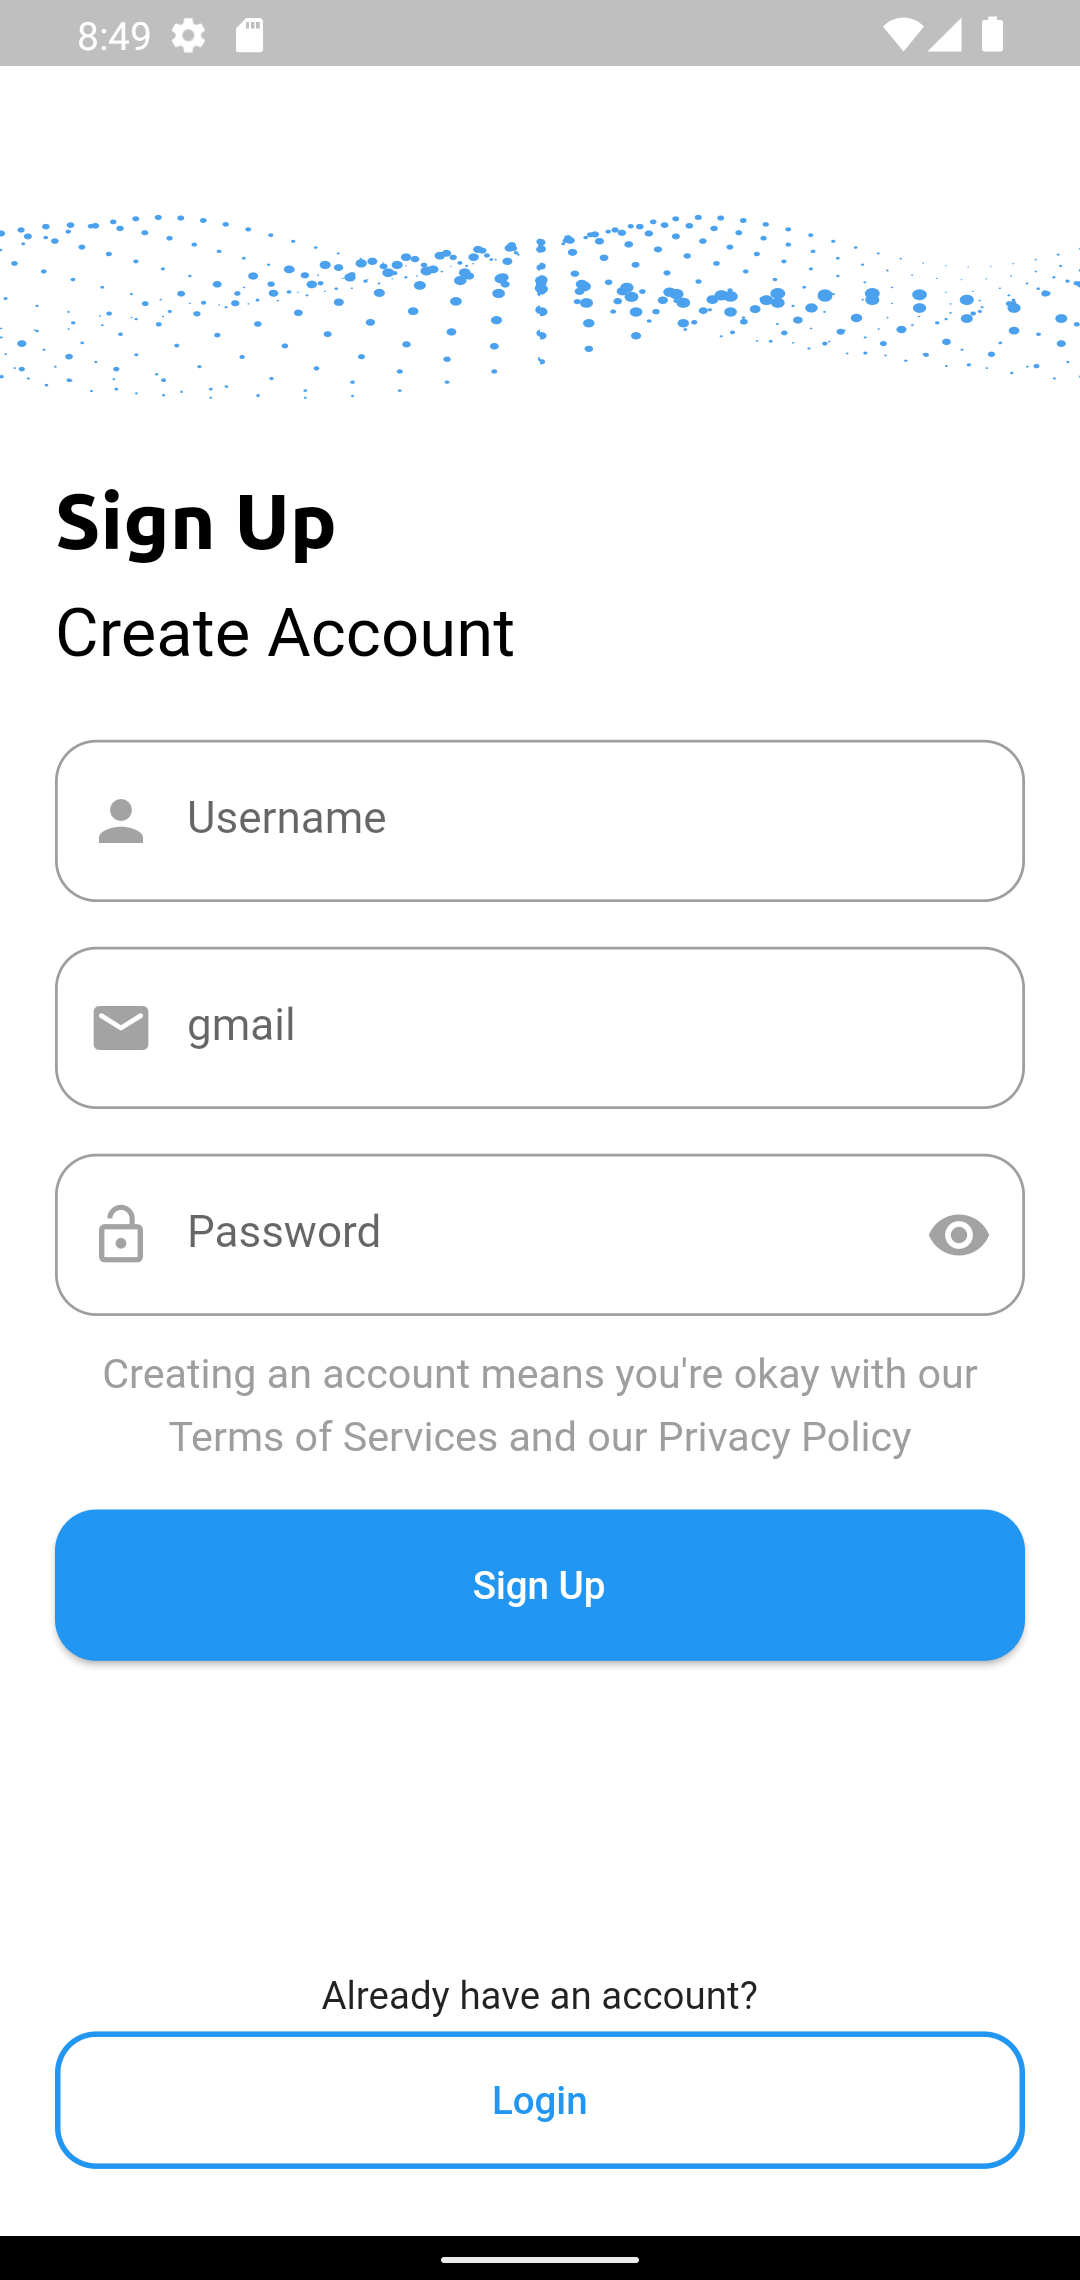 8:49
Sign Up
Create Account
Username
gmail
Password
Creating an account means you're okay with our
Terms of Services and our Privacy Policy
Sign Up
Already have an account?
Login